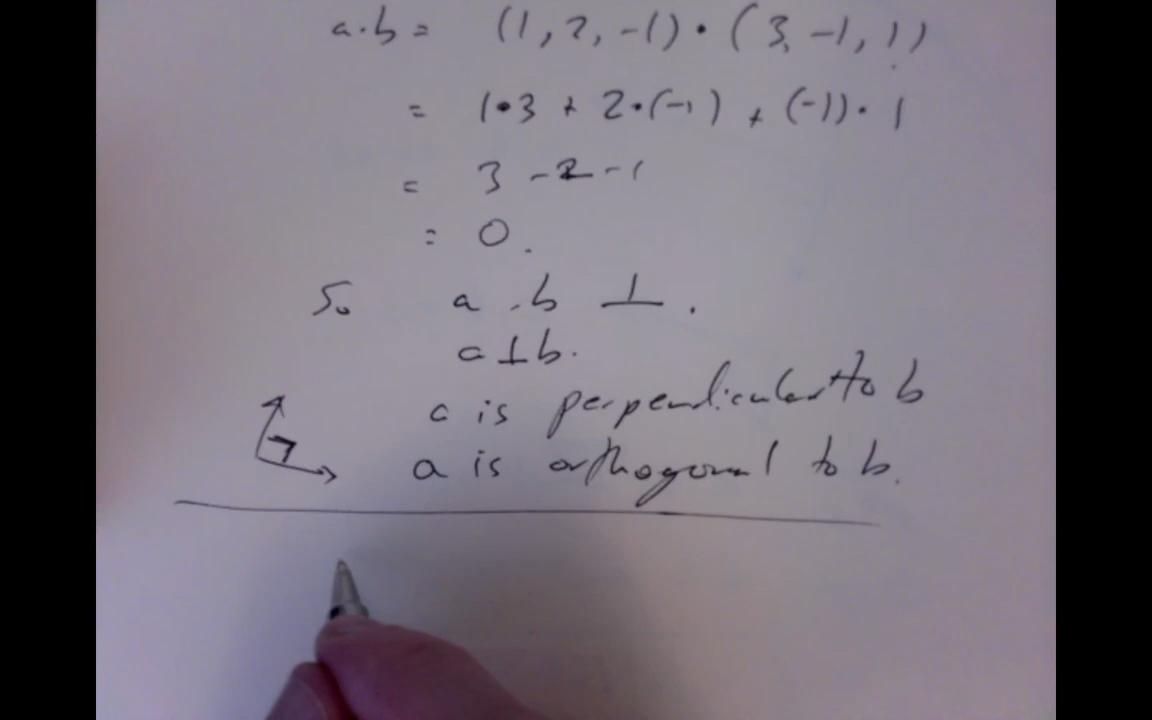 a·b = (1, 2, -1) · (3, -1, 1)
= 1·3 + 2·(-1) + (-1)·1
= 3 -2 -1
= 0.
So a, b ⊥.
a ⊥ b.
a is perpendicular to b
a is orthogonal to b.